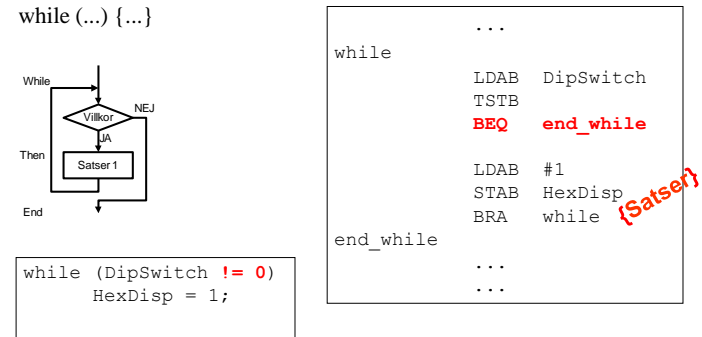 while (...) {...}
While
Villkor
NEJ
JA
Then
Satser 1
End
while (DipSwitch != 0)
HexDisp = 1;
...
while
LDAB DipSwitch
TSTB
BEQ end_while
LDAB #1
STAB HexDisp
BRA while {Satser}
end_while
...
...